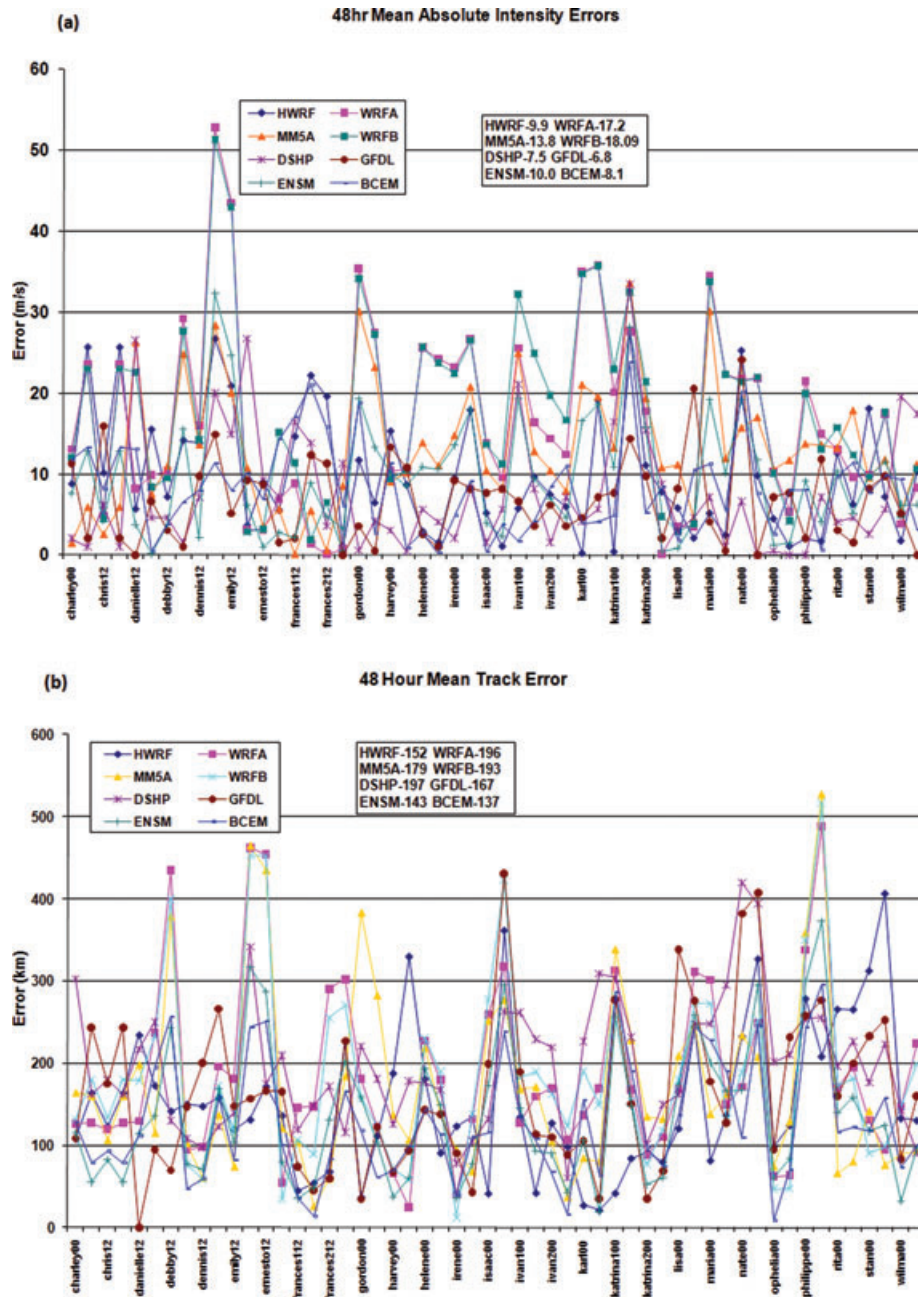 (a)
48hr Mean Absolute Intensity Errors
60
50
40
30
20
10
0
Error (m/s)
HWRF WRFA
MM5A WRFB
DSHP GFDL
ENSM BCEM
HWRF-9.9 WRFA-17.2
MM5A-13.8 WRFB-18.09
DSHP-7.5 GFDL-6.8
ENSM-10.0 BCEM-8.1
charley00
chris12
danielle12
debby12
dennis12
emily12
ernesto12
frances112
frances212
gordon00
harvey00
helene00
irene00
isaac00
ivan100
ivan200
karl00
katrina100
katrina200
lisa00
maria00
nate00
ophelia00
philippe00
rita00
stan00
wilma00
(b)
48 Hour Mean Track Error
600
500
400
300
200
100
0
Error (km)
HWRF WRFA
MM5A WRFB
DSHP GFDL
ENSM BCEM
HWRF-152 WRFA-196
MM5A-179 WRFB-193
DSHP-197 GFDL-167
ENSM-143 BCEM-137
charley00
chris12
danielle12
debby12
dennis12
emily12
ernesto12
frances112
frances212
gordon00
harvey00
helene00
irene00
isaac00
ivan100
ivan200
karl00
katrina100
katrina200
lisa00
maria00
nate00
ophelia00
philippe00
rita00
stan00
wilma00